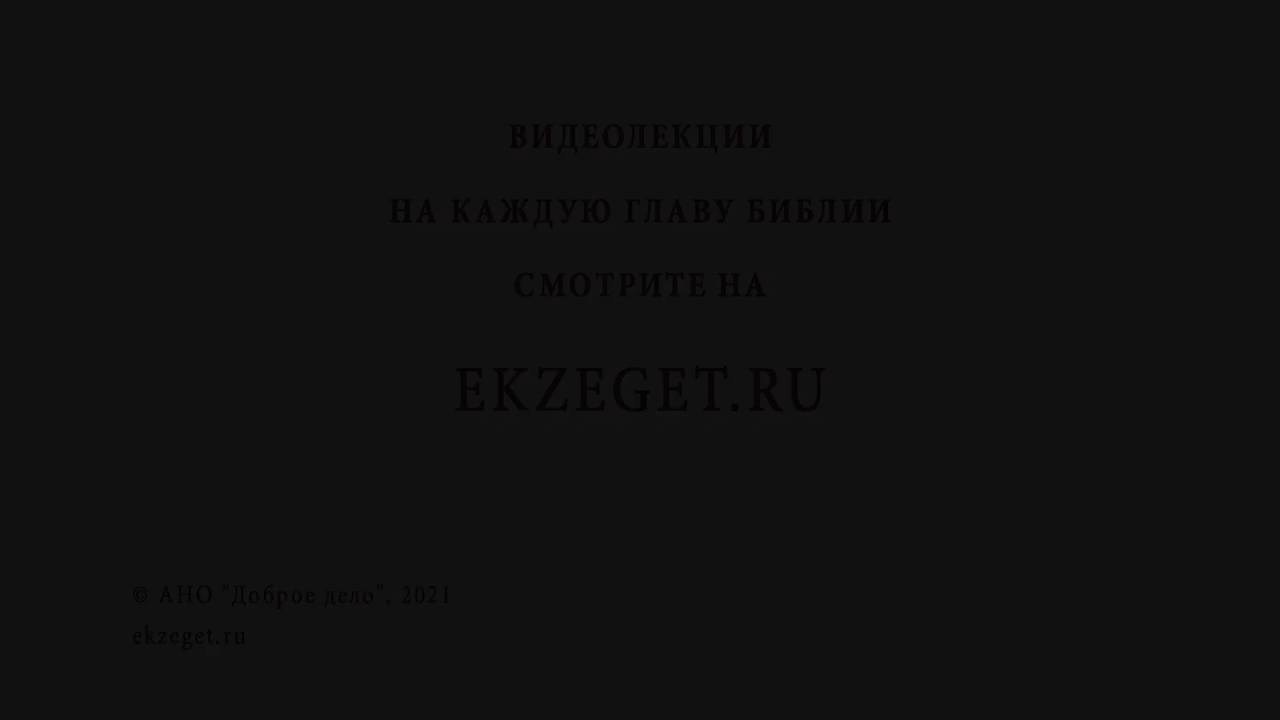 ВИДЕОЛЕКЦИИ
НА КАЖДУЮ ГЛАВУ БИБЛИИ
СМОТРИТЕ НА
EKZEGET.RU
© АНО "Доброе дело", 2021
ekzeget.ru